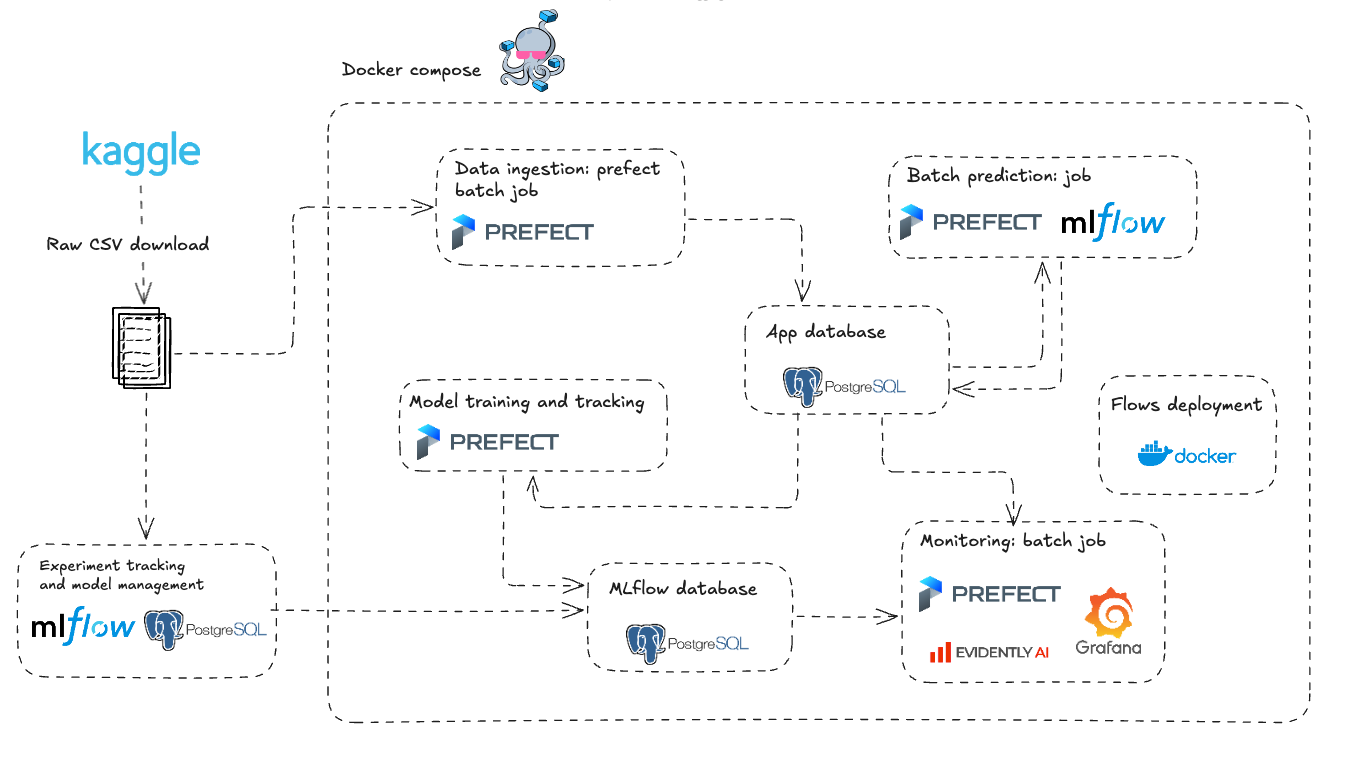 Docker compose
kaggle
Raw CSV download
Data ingestion: prefect
batch job
PREFECT
Batch prediction: job
PREFECT mlflow
App database
PostgreSQL
Model training and tracking
PREFECT
Flows deployment
docker
Experiment tracking
and model management
mlflow PostgreSQL
MLflow database
PostgreSQL
Monitoring: batch job
PREFECT
Grafana
EVIDENTLY AI